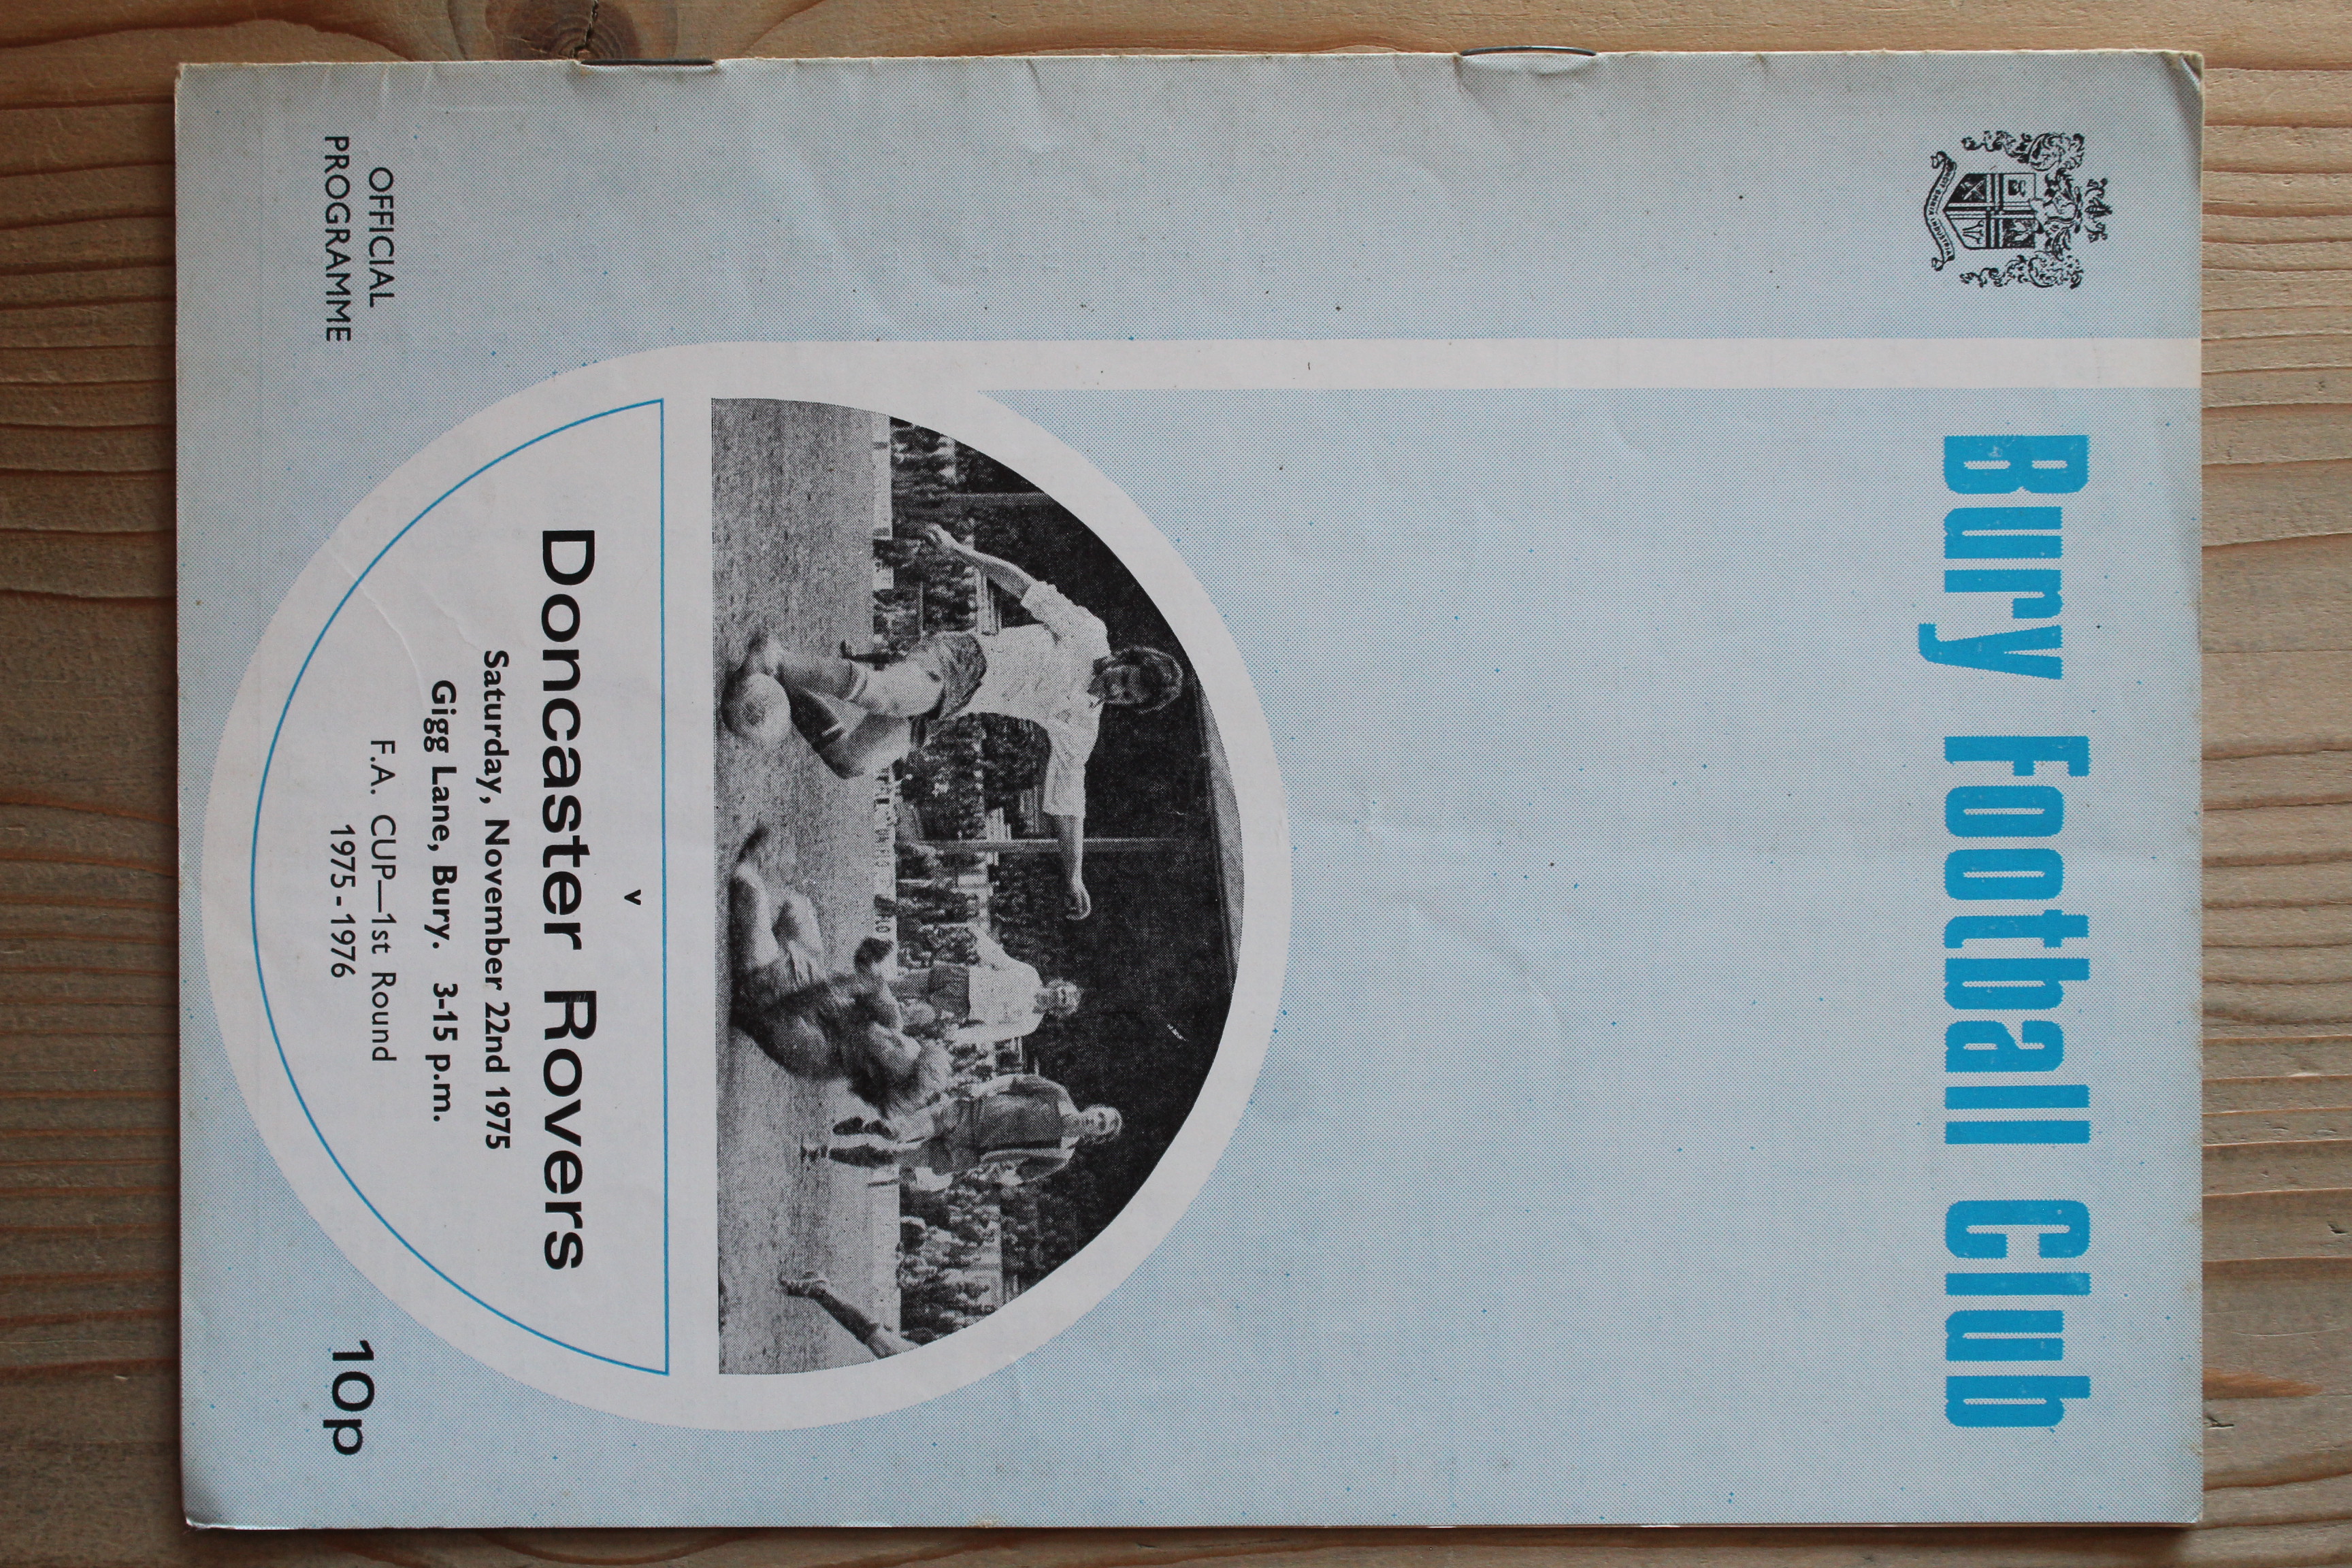 Bury Football Club
v
Doncaster Rovers
Saturday, November 22nd 1975
Gigg Lane, Bury. 3-15 p.m.
F.A. CUP—1st Round
1975-1976
OFFICIAL
PROGRAMME
10p